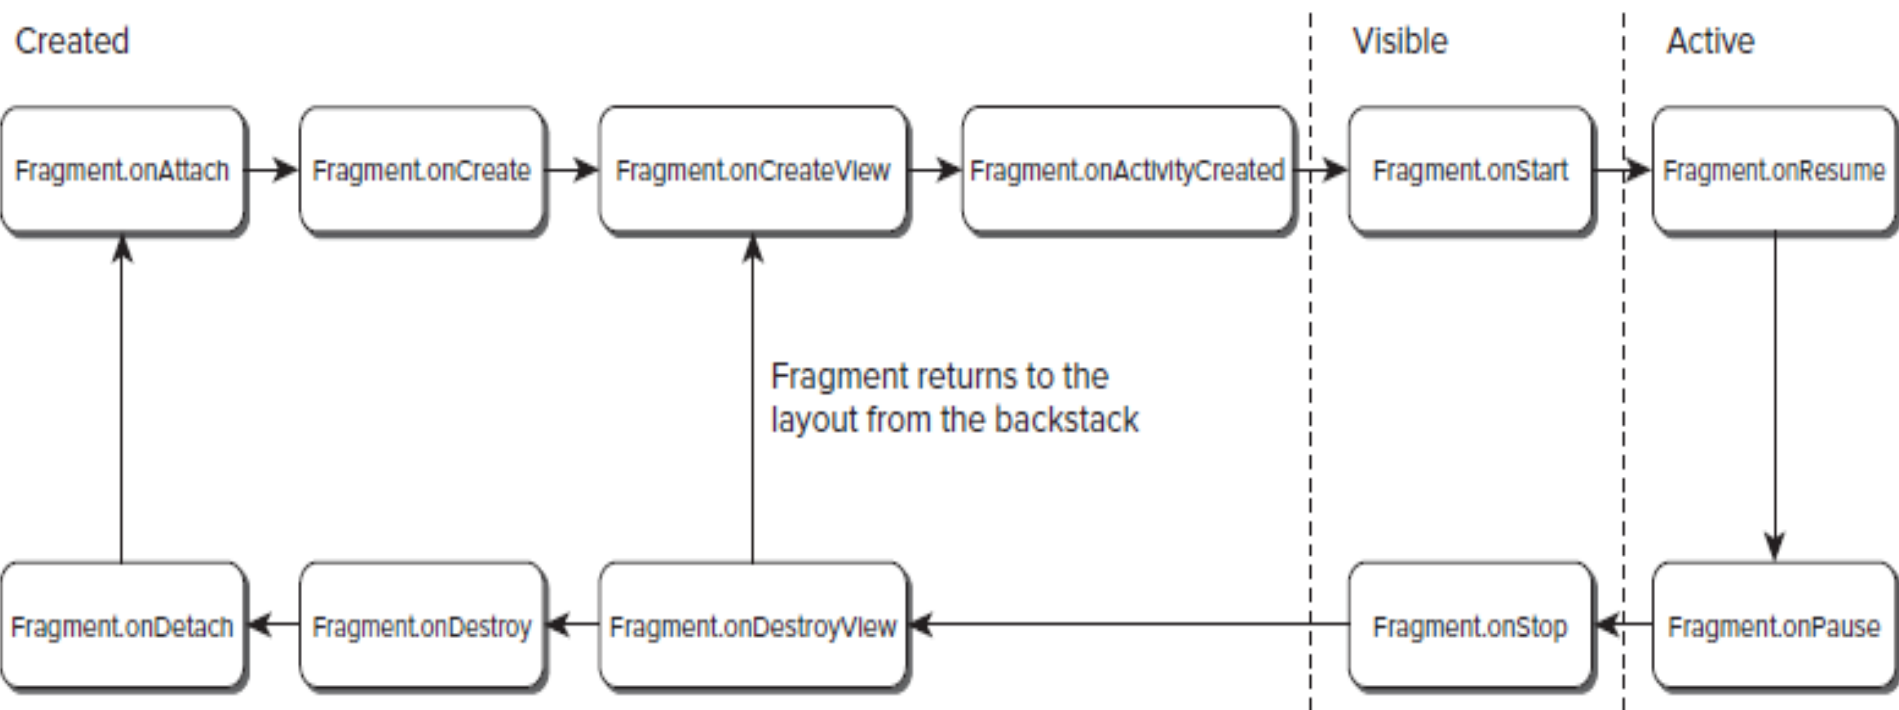 Created
Visible
Active
Fragment.onAttach
Fragment.onCreate
Fragment.onCreateView
Fragment.onActivityCreated
Fragment.onStart
Fragment.onResume
Fragment returns to the
layout from the backstack
Fragment.onDetach
Fragment.onDestroy
Fragment.onDestroyView
Fragment.onStop
Fragment.onPause